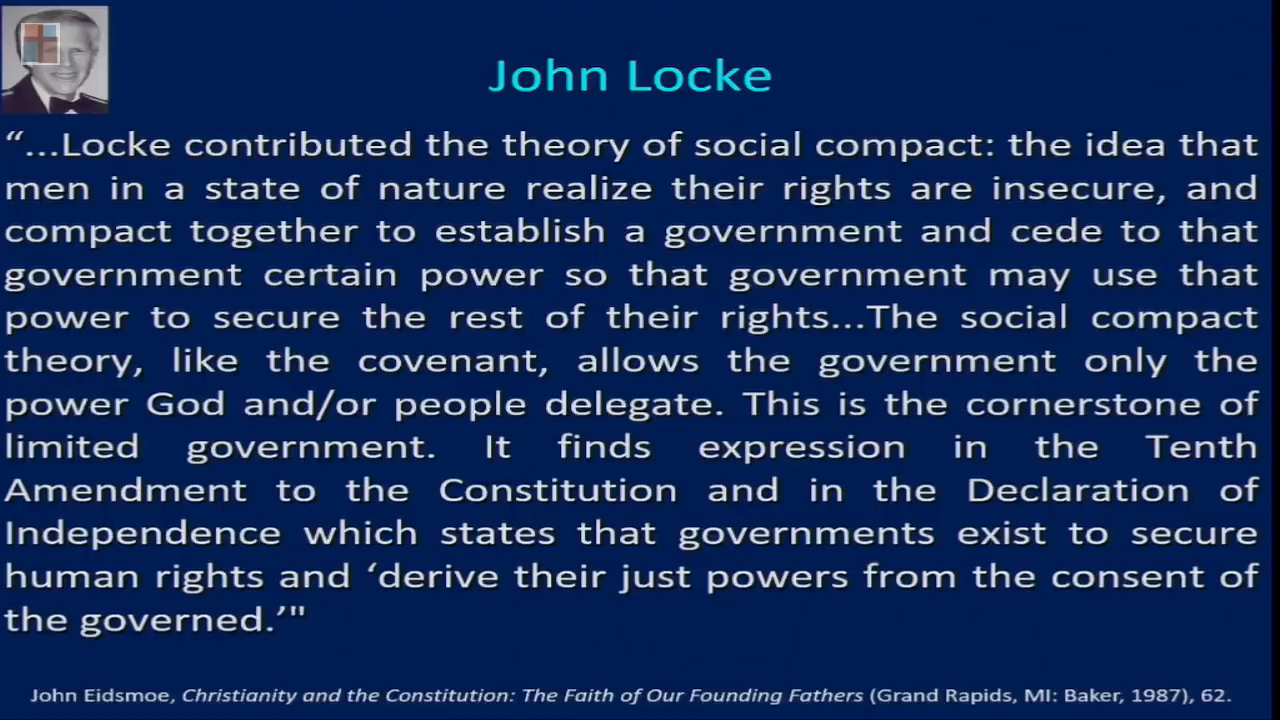 John Locke
“...Locke contributed the theory of social compact: the idea that
men in a state of nature realize their rights are insecure, and
compact together to establish a government and cede to that
government certain power so that government may use that
power to secure the rest of their rights...The social compact
theory, like the covenant, allows the government only the
power God and/or people delegate. This is the cornerstone of
limited government. It finds expression in the Tenth
Amendment to the Constitution and in the Declaration of
Independence which states that governments exist to secure
human rights and ‘derive their just powers from the consent of
the governed.’"
John Eidsmoe, Christianity and the Constitution: The Faith of Our Founding Fathers (Grand Rapids, MI: Baker, 1987), 62.